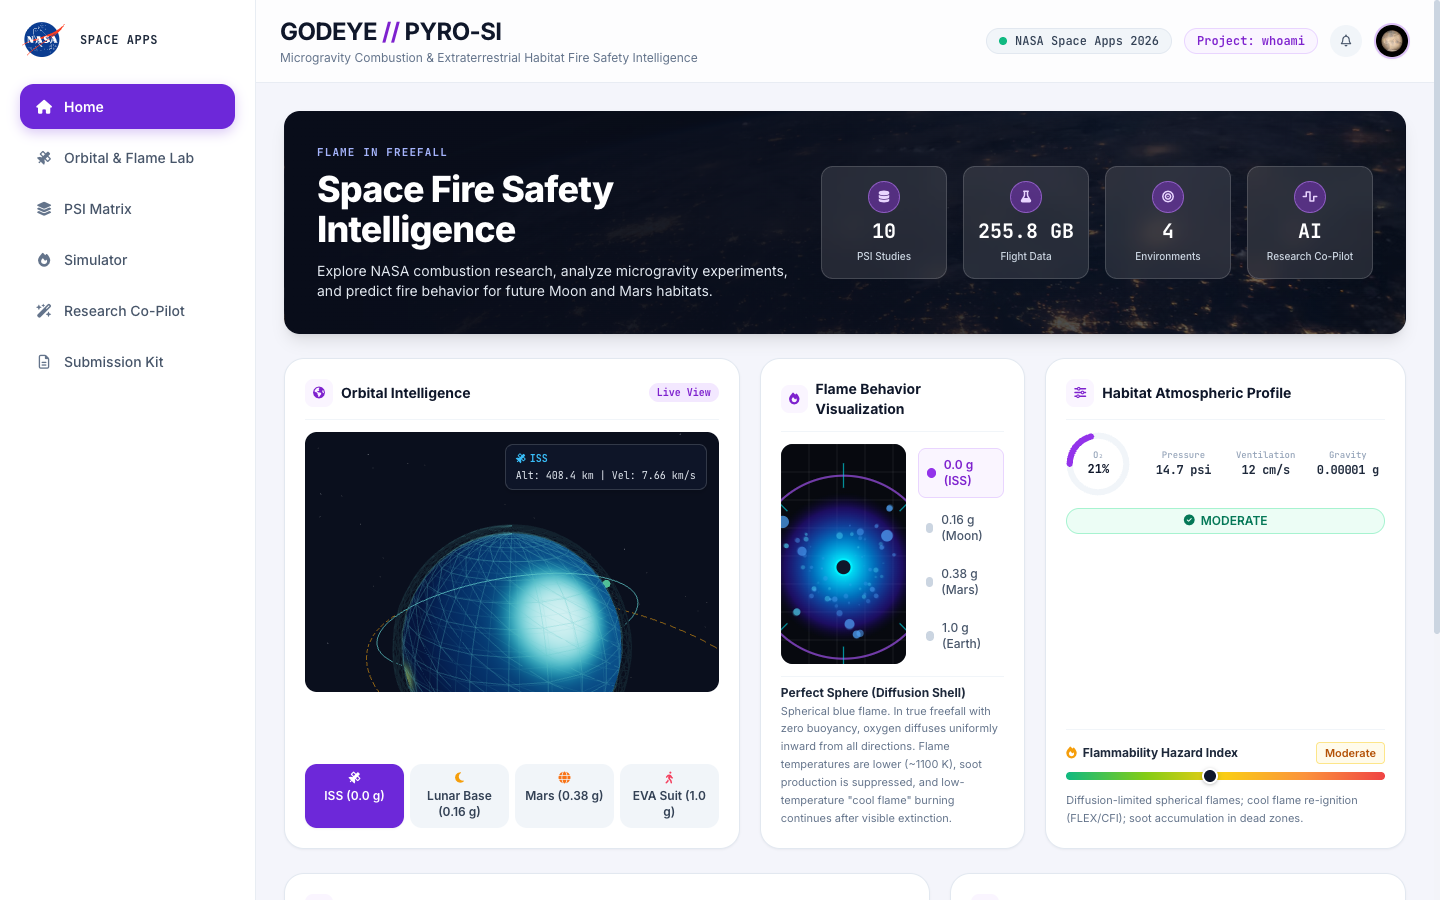 NASA
SPACE APPS
Home
Orbital & Flame Lab
PSI Matrix
Simulator
Research Co-Pilot
Submission Kit
GODEYE // PYRO-SI
Microgravity Combustion & Extraterrestrial Habitat Fire Safety Intelligence
NASA Space Apps 2026
Project: whoami
FLAME IN FREEFALL
Space Fire Safety
Intelligence
Explore NASA combustion research, analyze microgravity experiments,
and predict fire behavior for future Moon and Mars habitats.
10
PSI Studies
255.8 GB
Flight Data
4
Environments
AI
Research Co-Pilot
Orbital Intelligence
Live View
ISS
Alt: 408.4 km | Vel: 7.66 km/s
ISS (0.0 g)
Lunar Base
(0.16 g)
Mars (0.38 g)
EVA Suit (1.0
g)
Flame Behavior
Visualization
0.0 g
(ISS)
0.16 g
(Moon)
0.38 g
(Mars)
1.0 g
(Earth)
Perfect Sphere (Diffusion Shell)
Spherical blue flame. In true freefall with
zero buoyancy, oxygen diffuses uniformly
inward from all directions. Flame
temperatures are lower (~1100 K), soot
production is suppressed, and low-
temperature "cool flame" burning
continues after visible extinction.
Habitat Atmospheric Profile
O₂
21%
Pressure
14.7 psi
Ventilation
12 cm/s
Gravity
0.00001 g
MODERATE
Flammability Hazard Index
Moderate
Diffusion-limited spherical flames; cool flame re-ignition
(FLEX/CFI); soot accumulation in dead zones.